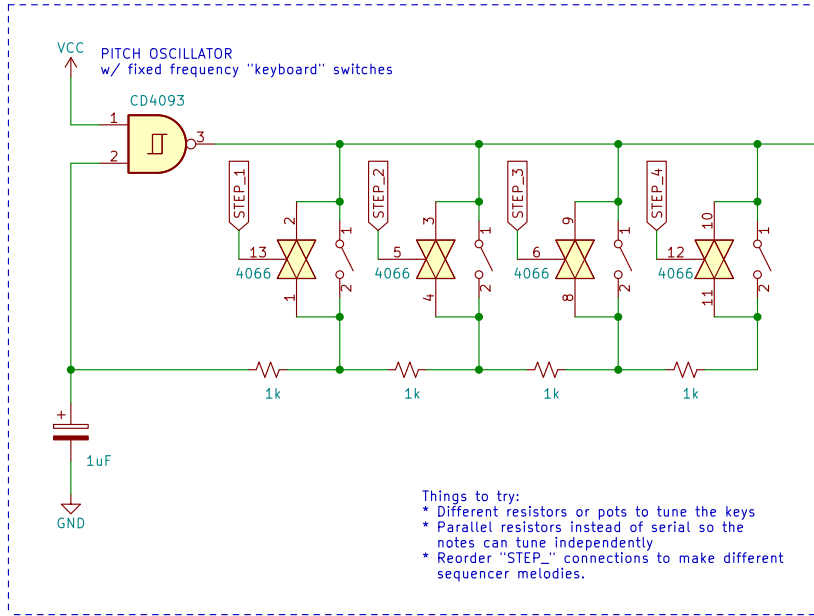 VCC
PITCH OSCILLATOR
w/ fixed frequency "keyboard" switches
CD4093
1
2
3
STEP_1
STEP_2
STEP_3
STEP_4
2
1
3
1
9
1
10
1
13
4066
5
4066
6
4066
12
4066
1
2
4
2
8
2
11
2
1k
1k
1k
1k
+
1uF
GND
Things to try:
* Different resistors or pots to tune the keys
* Parallel resistors instead of serial so the
notes can tune independently
* Reorder "STEP_" connections to make different
sequencer melodies.